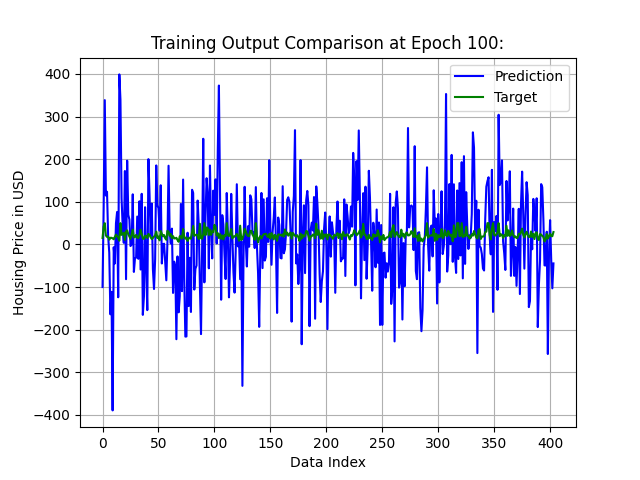 Training Output Comparison at Epoch 100:
Prediction
Target
400
300
200
100
0
−100
−200
−300
−400
Housing Price in USD
0 50 100 150 200 250 300 350 400
Data Index